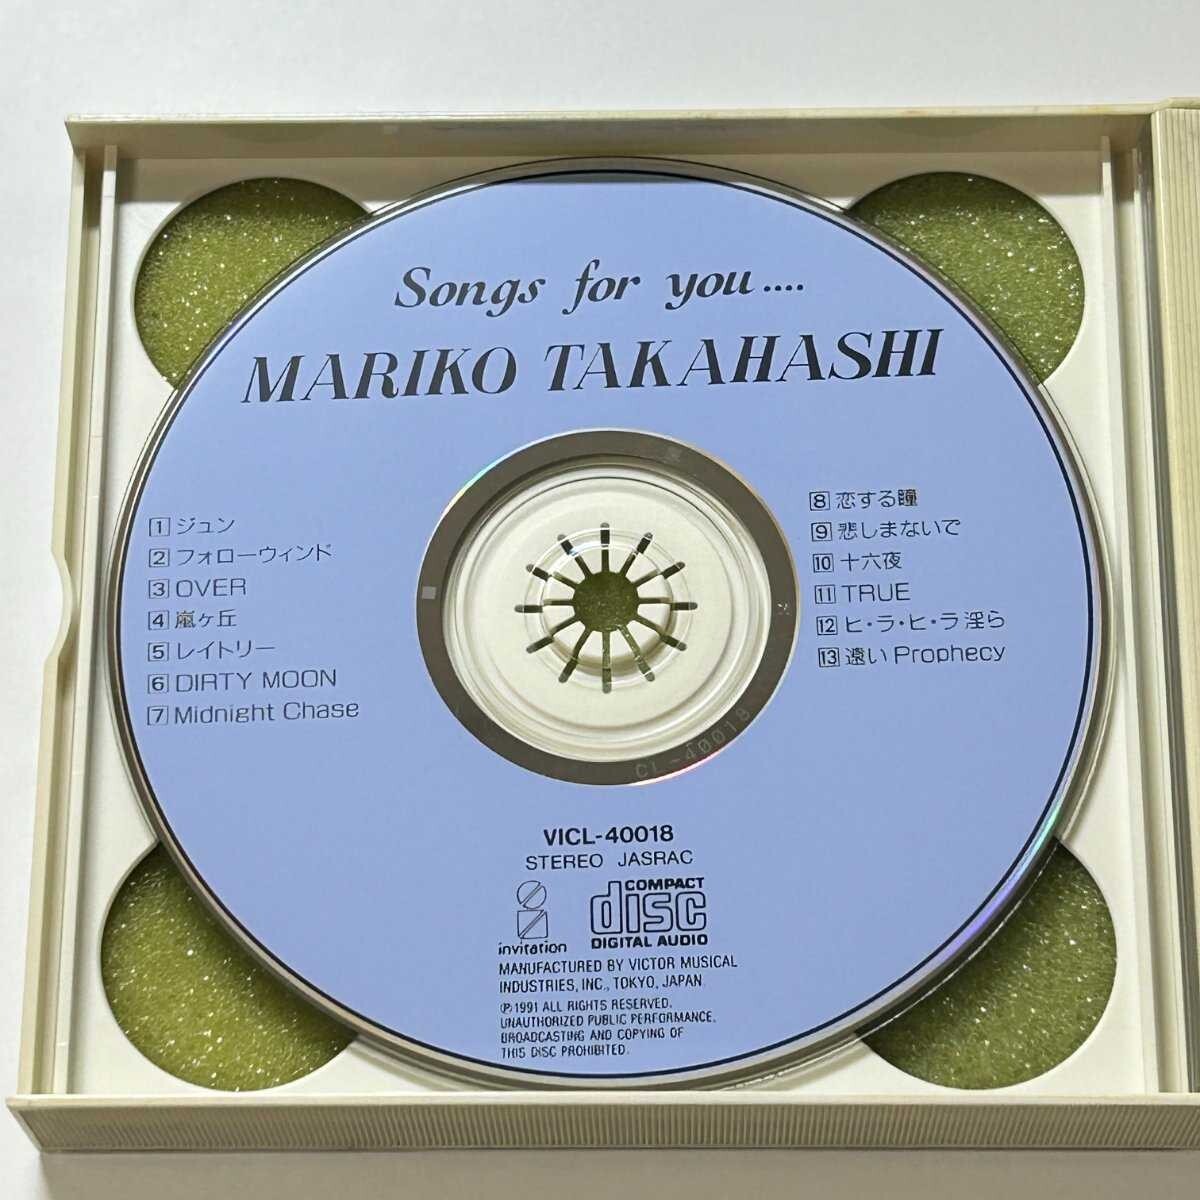 Songs for you....
MARIKO TAKAHASHI
1 ジュン
2 フォローウィンド
3 OVER
4 嵐ヶ丘
5 レイトリー
6 DIRTY MOON
7 Midnight Chase
8 恋する瞳
9 悲しまないで
10 十六夜
11 TRUE
12 ヒ・ラ・ヒ・ラ 淫ら
13 遠い Prophecy
CL-40018
VICL-40018
STEREO JASRAC
invitation
COMPACT
disc
DIGITAL AUDIO
MANUFACTURED BY VICTOR MUSICAL
INDUSTRIES, INC., TOKYO, JAPAN
Ⓟ1991 ALL RIGHTS RESERVED.
UNAUTHORIZED PUBLIC PERFORMANCE,
BROADCASTING AND COPYING OF
THIS DISC PROHIBITED.